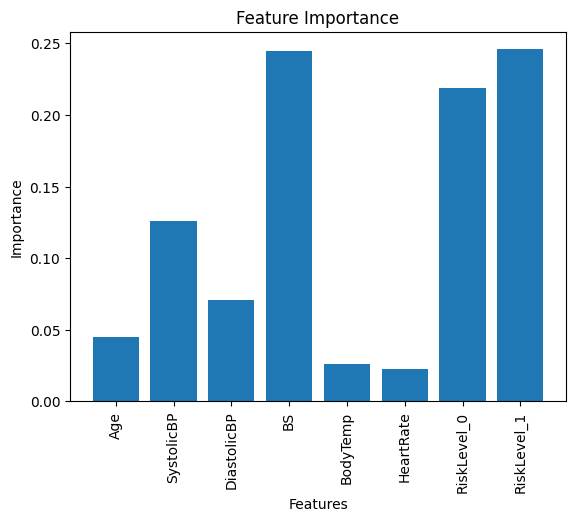 Feature Importance
Importance
0.25
0.20
0.15
0.10
0.05
0.00
Age
SystolicBP
DiastolicBP
BS
BodyTemp
HeartRate
RiskLevel_0
RiskLevel_1
Features